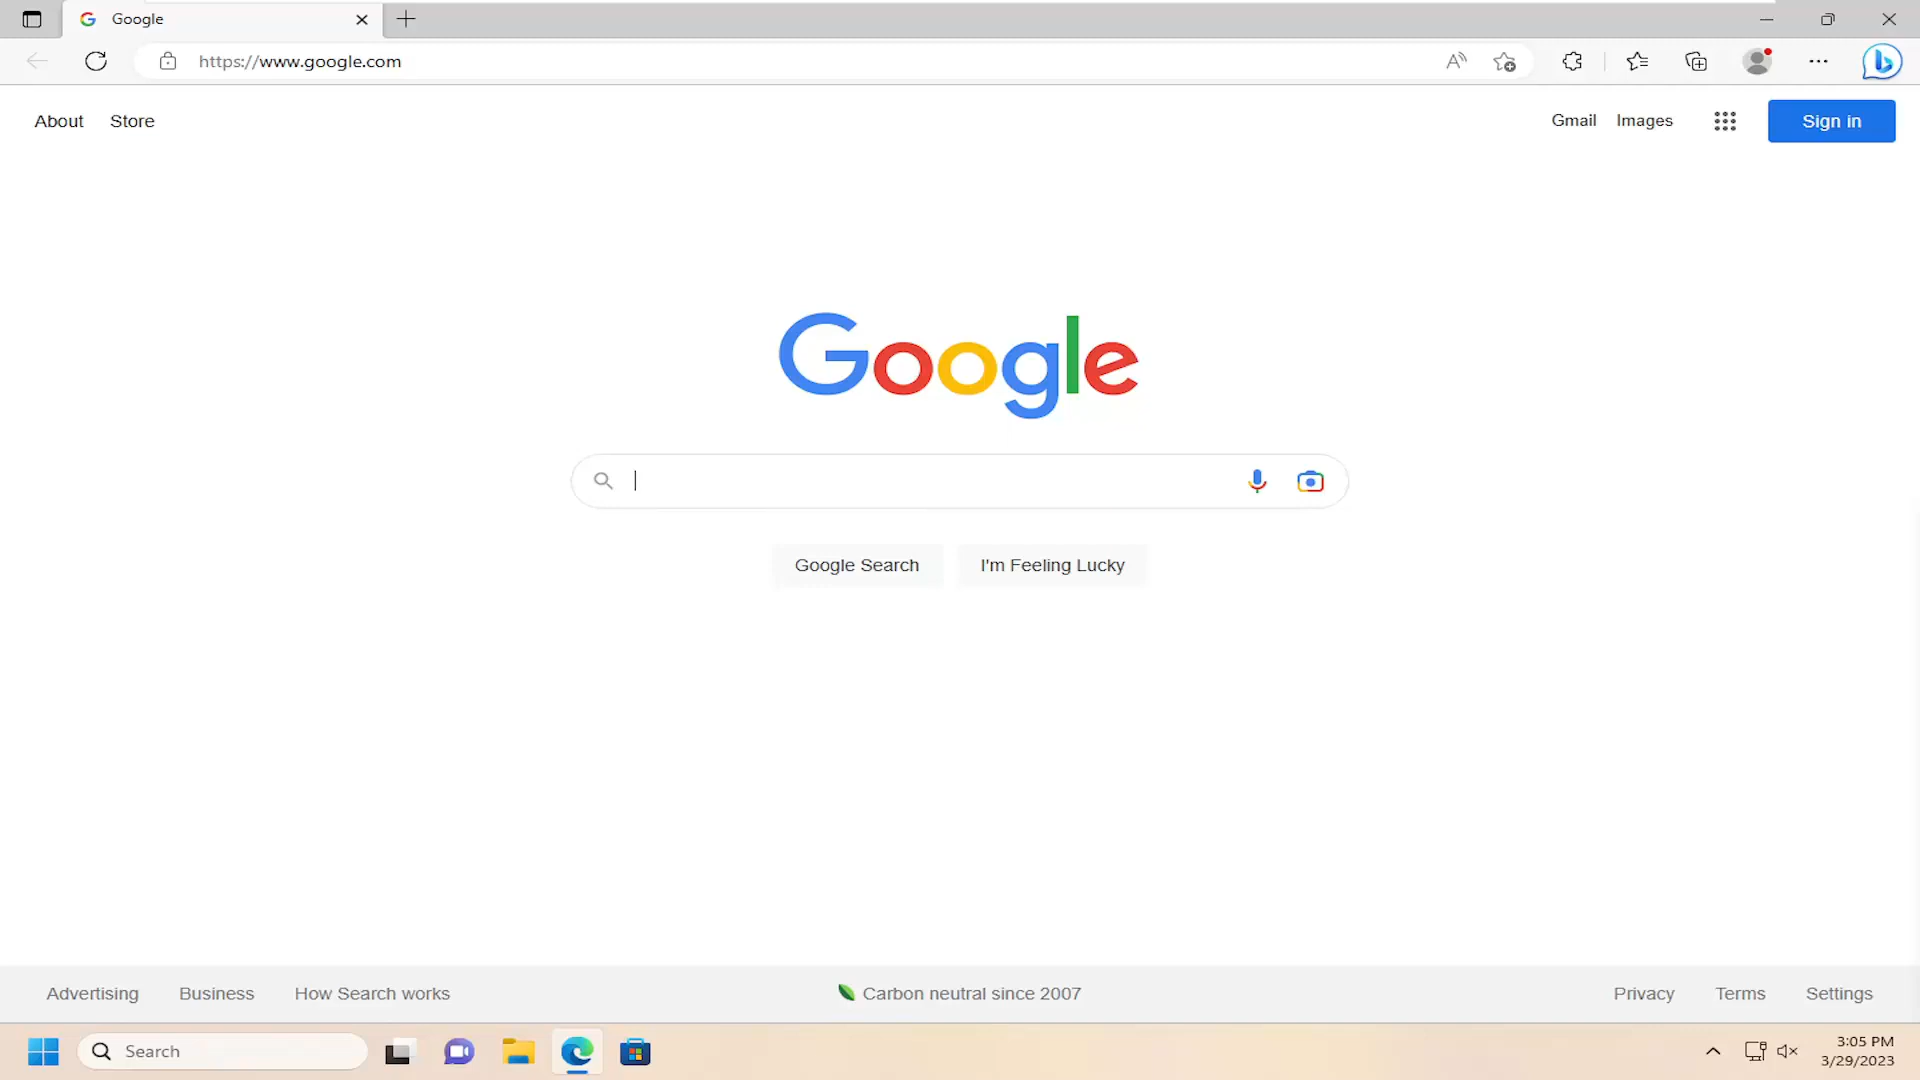 Google
https://www.google.com
About Store
Gmail Images Sign in
Google
Google Search I'm Feeling Lucky
Advertising Business How Search works
Carbon neutral since 2007
Privacy Terms Settings
Search
3:05 PM
3/29/2023